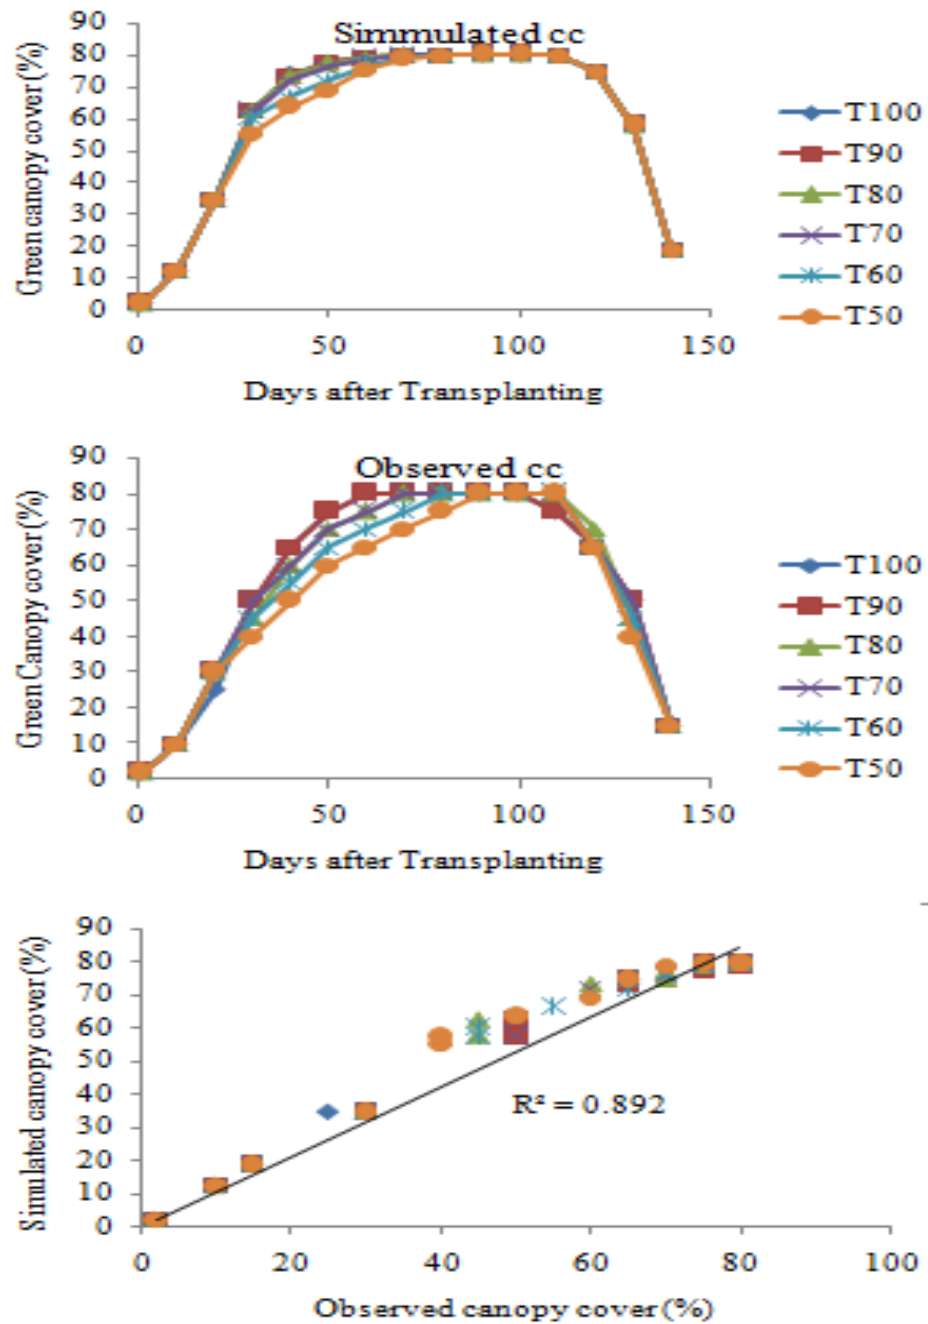 Simmulated cc
Green canopy cover (%)
90
80
70
60
50
40
30
20
10
0
0 50 100 150
Days after Transplanting
T100
T90
T80
T70
T60
T50
Observed cc
Green Canopy cover (%)
90
80
70
60
50
40
30
20
10
0
0 50 100 150
Days after Transplanting
T100
T90
T80
T70
T60
T50
Simulated canopy cover (%)
90
80
70
60
50
40
30
20
10
0
R² = 0.892
0 20 40 60 80 100
Observed canopy cover (%)